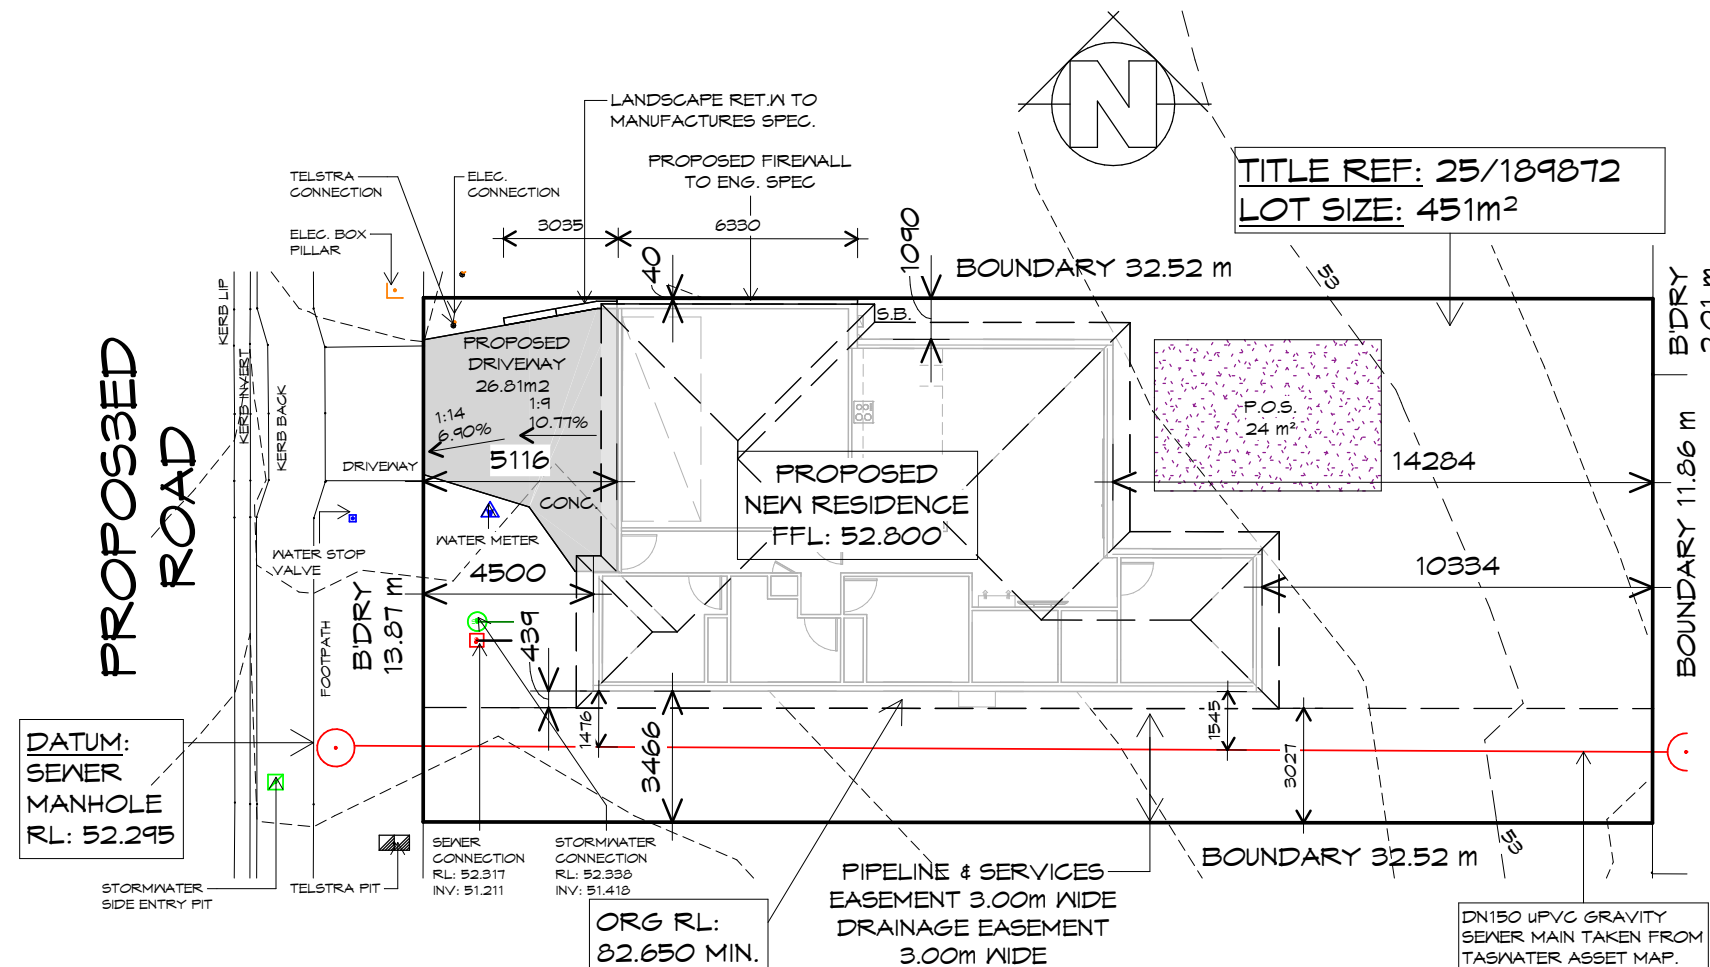 N
LANDSCAPE RET.W TO
MANUFACTURES SPEC.
PROPOSED FIREWALL
TO ENG. SPEC
TITLE REF: 25/189872
LOT SIZE: 451m²
TELSTRA
CONNECTION
ELEC.
CONNECTION
ELEC. BOX
PILLAR
3035
6330
40
1090
BOUNDARY 32.52 m
53
B'DRY
KERB LIP
KERB INVERT
KERB BACK
PROPOSED
ROAD
S.B.
PROPOSED
DRIVEWAY
26.81m2
1:14
6.90%
1:9
10.77%
5116
DRIVEWAY
CONC.
P.O.S.
24 m²
14284
PROPOSED
NEW RESIDENCE
FFL: 52.800
WATER METER
WATER STOP
VALVE
4500
10334
BOUNDARY 11.86 m
B'DRY
13.87 m
FOOTPATH
439
1476
3466
1545
3027
DATUM:
SEWER
MANHOLE
RL: 52.295
STORMWATER
SIDE ENTRY PIT
TELSTRA PIT
SEWER
CONNECTION
RL: 52.317
INV: 51.211
STORMWATER
CONNECTION
RL: 52.338
INV: 51.418
ORG RL:
82.650 MIN.
PIPELINE & SERVICES
EASEMENT 3.00m WIDE
DRAINAGE EASEMENT
3.00m WIDE
BOUNDARY 32.52 m
53
DN150 uPVC GRAVITY
SEWER MAIN TAKEN FROM
TASWATER ASSET MAP.